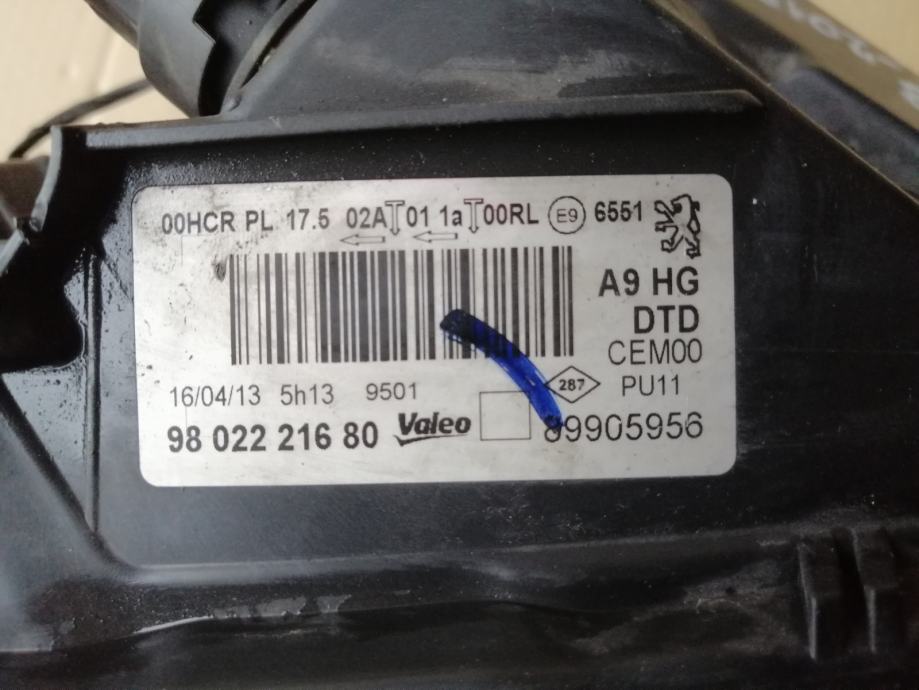 00HCR PL 17.5 02A 01 1a 00RL E9 6551
A9 HG
DTD
CEM00
16/04/13 5h13 9501 287 PU11
98 022 216 80 Valeo 89905956